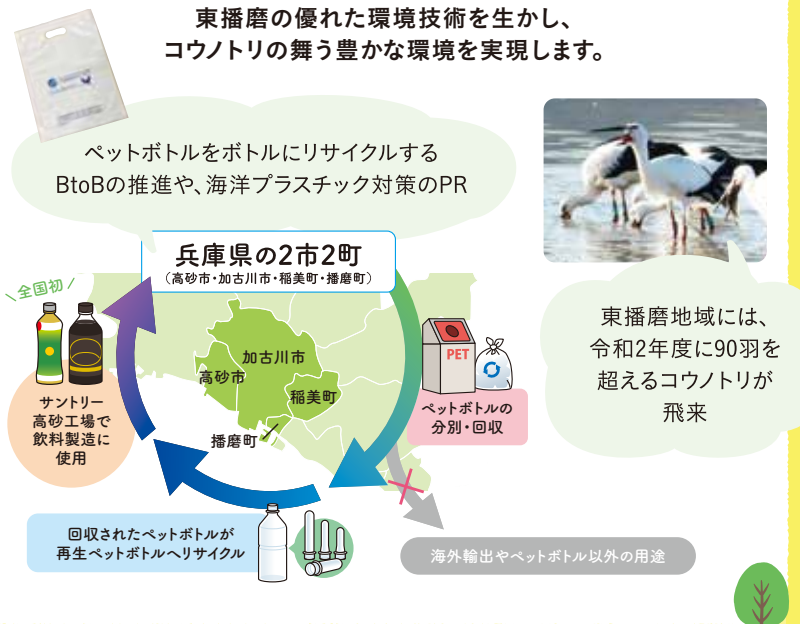 東播磨の優れた環境技術を生かし、
コウノトリの舞う豊かな環境を実現します。
ペットボトルをボトルにリサイクルする
BtoBの推進や、海洋プラスチック対策のPR
兵庫県の2市2町
(高砂市・加古川市・稲美町・播磨町)
全国初
サントリー
高砂工場で
飲料製造に
使用
加古川市
高砂市
稲美町
播磨町
PET
ペットボトルの
分別・回収
東播磨地域には、
令和2年度に90羽を
超えるコウノトリが
飛来
回収されたペットボトルが
再生ペットボトルへリサイクル
海外輸出やペットボトル以外の用途